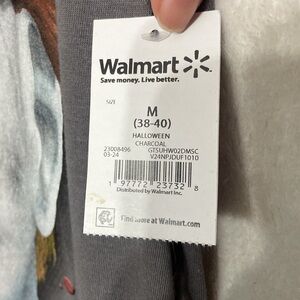 Walmart
Save money. Live better.
SIZE
M
(38-40)
HALLOWEEN
CHARCOAL
23008496 GTSUHW02DMSC
03-24 V24NPJDUF1010
1 97772 23732 8
Distributed by Walmart Inc.
Find more at Walmart.com